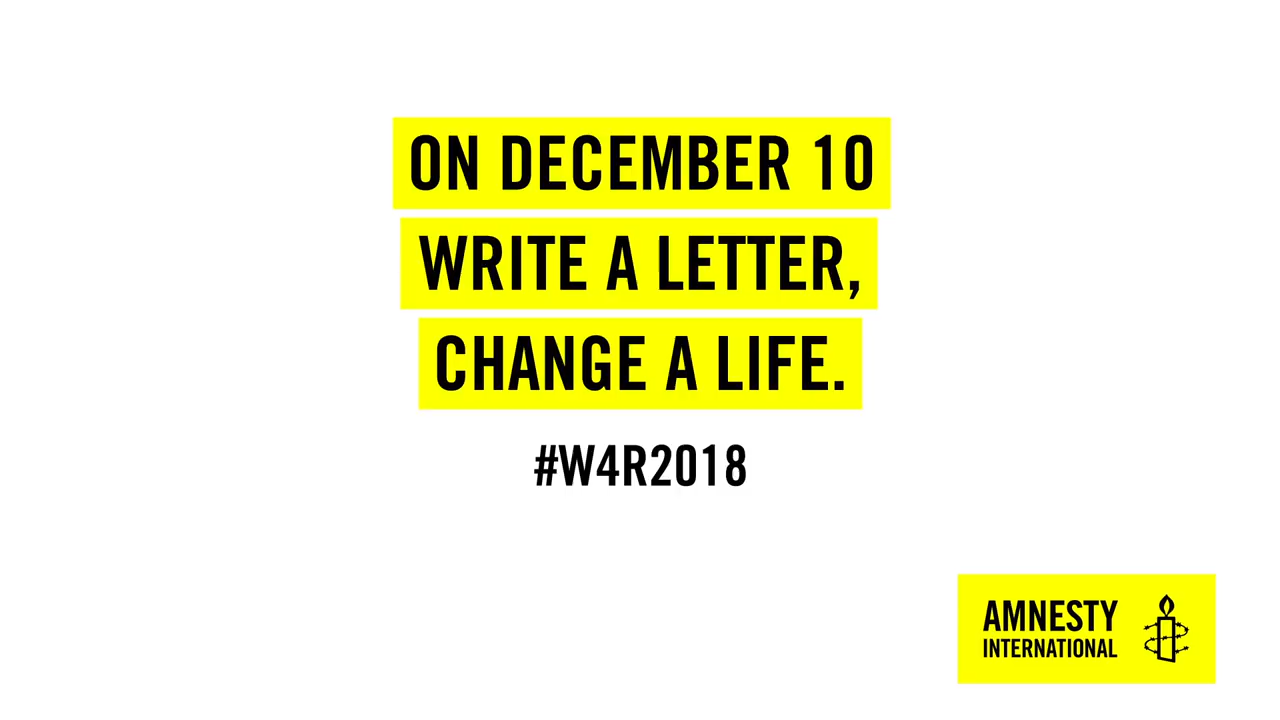 ON DECEMBER 10
WRITE A LETTER,
CHANGE A LIFE.
#W4R2018
AMNESTY
INTERNATIONAL